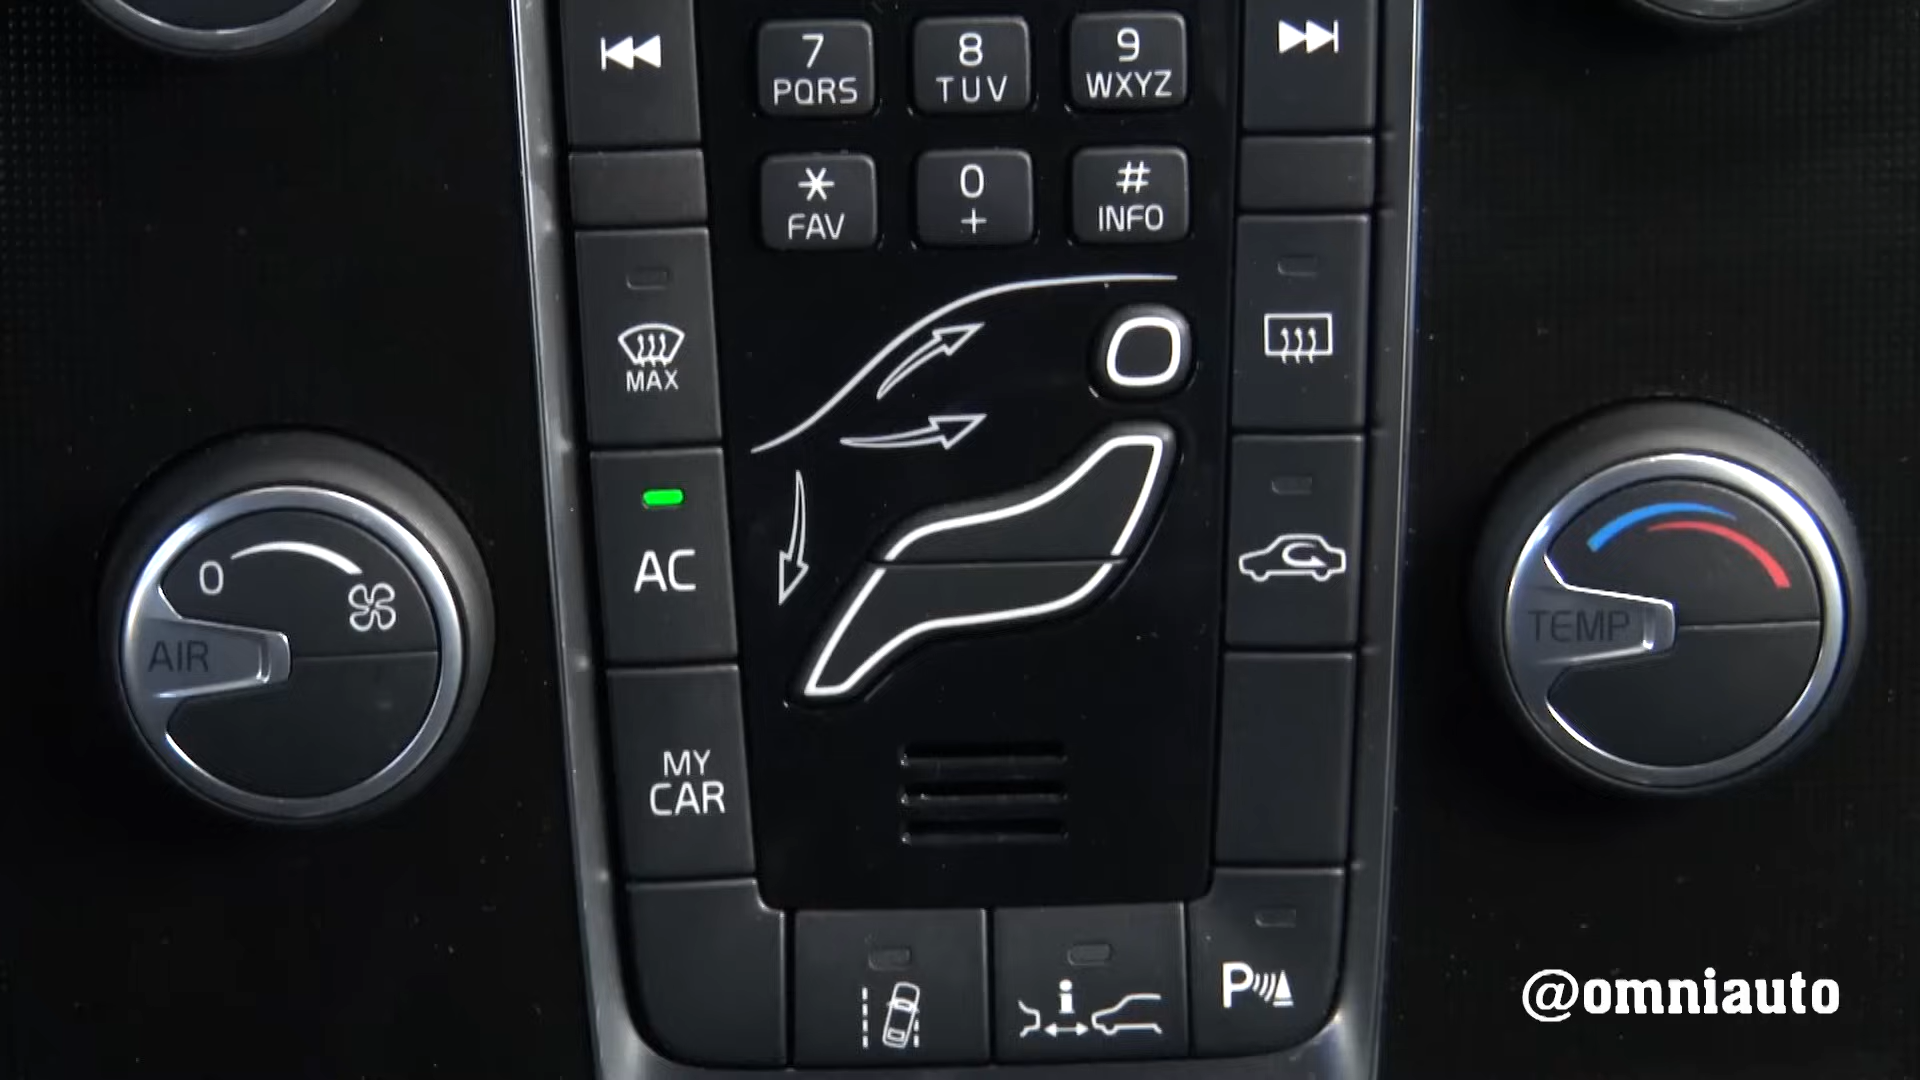 7
PQRS
8
TUV
9
WXYZ
*
FAV
0
+
#
INFO
MAX
0
AIR
AC
TEMP
MY
CAR
i
P
@omniauto